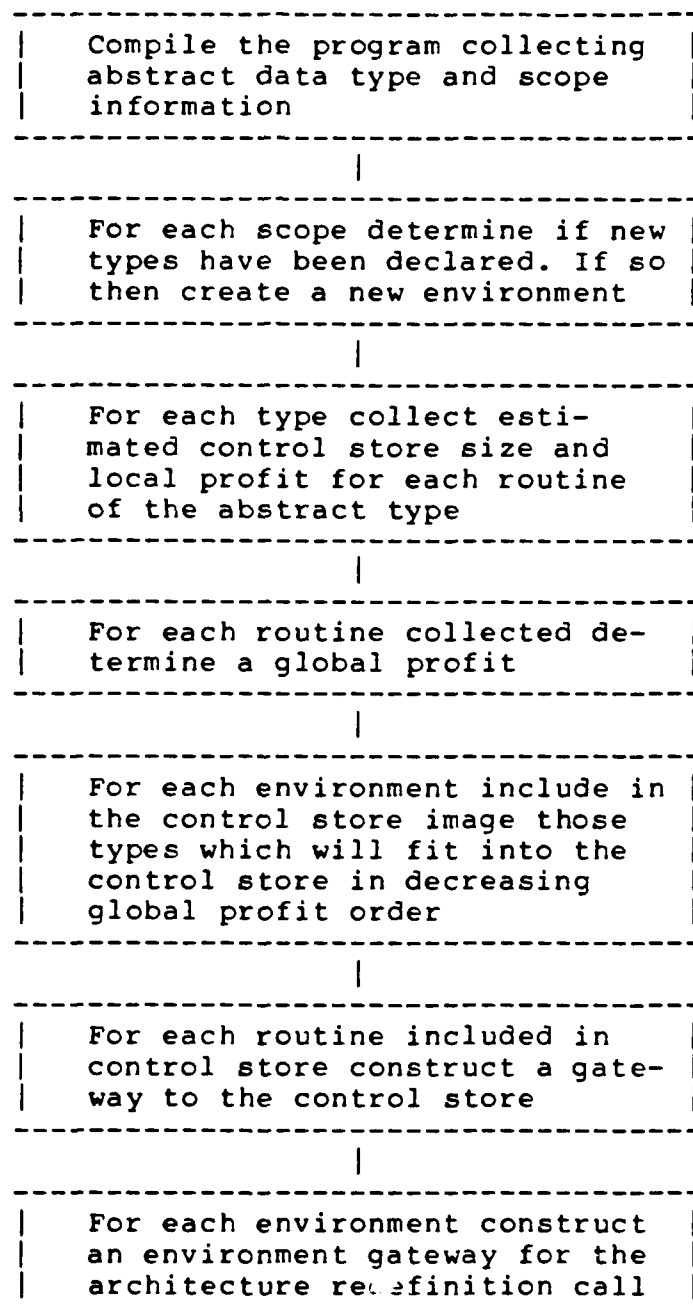 Compile the program collecting
abstract data type and scope
information
For each scope determine if new
types have been declared. If so
then create a new environment
For each type collect esti-
mated control store size and
local profit for each routine
of the abstract type
For each routine collected de-
termine a global profit
For each environment include in
the control store image those
types which will fit into the
control store in decreasing
global profit order
For each routine included in
control store construct a gate-
way to the control store
For each environment construct
an environment gateway for the
architecture redefinition call